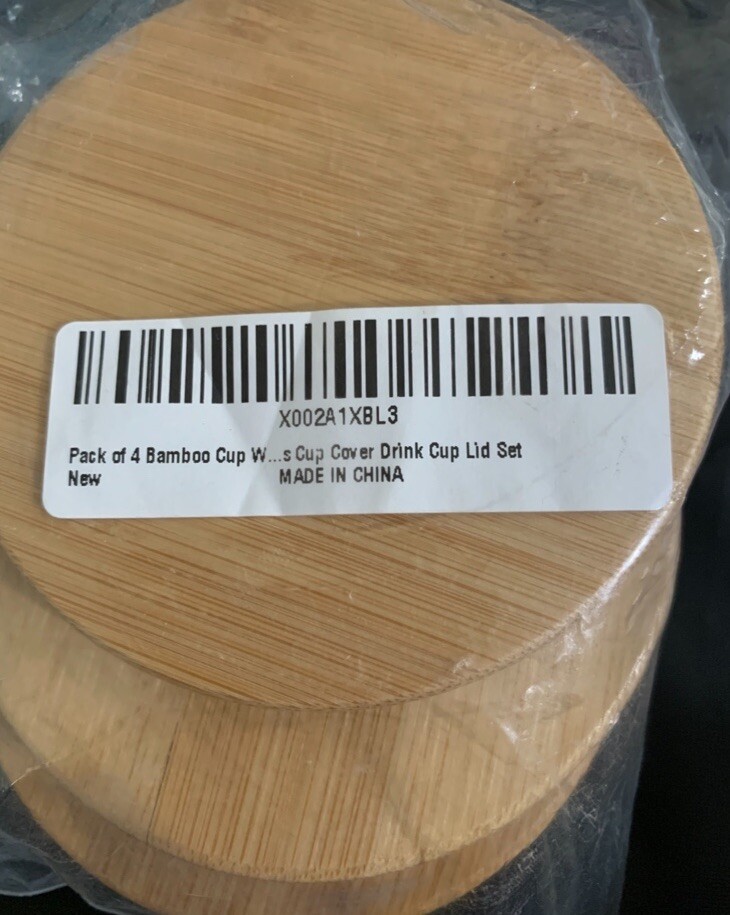 X002A1XBL3
Pack of 4 Bamboo Cup W...s Cup Cover Drink Cup Lid Set
New
MADE IN CHINA